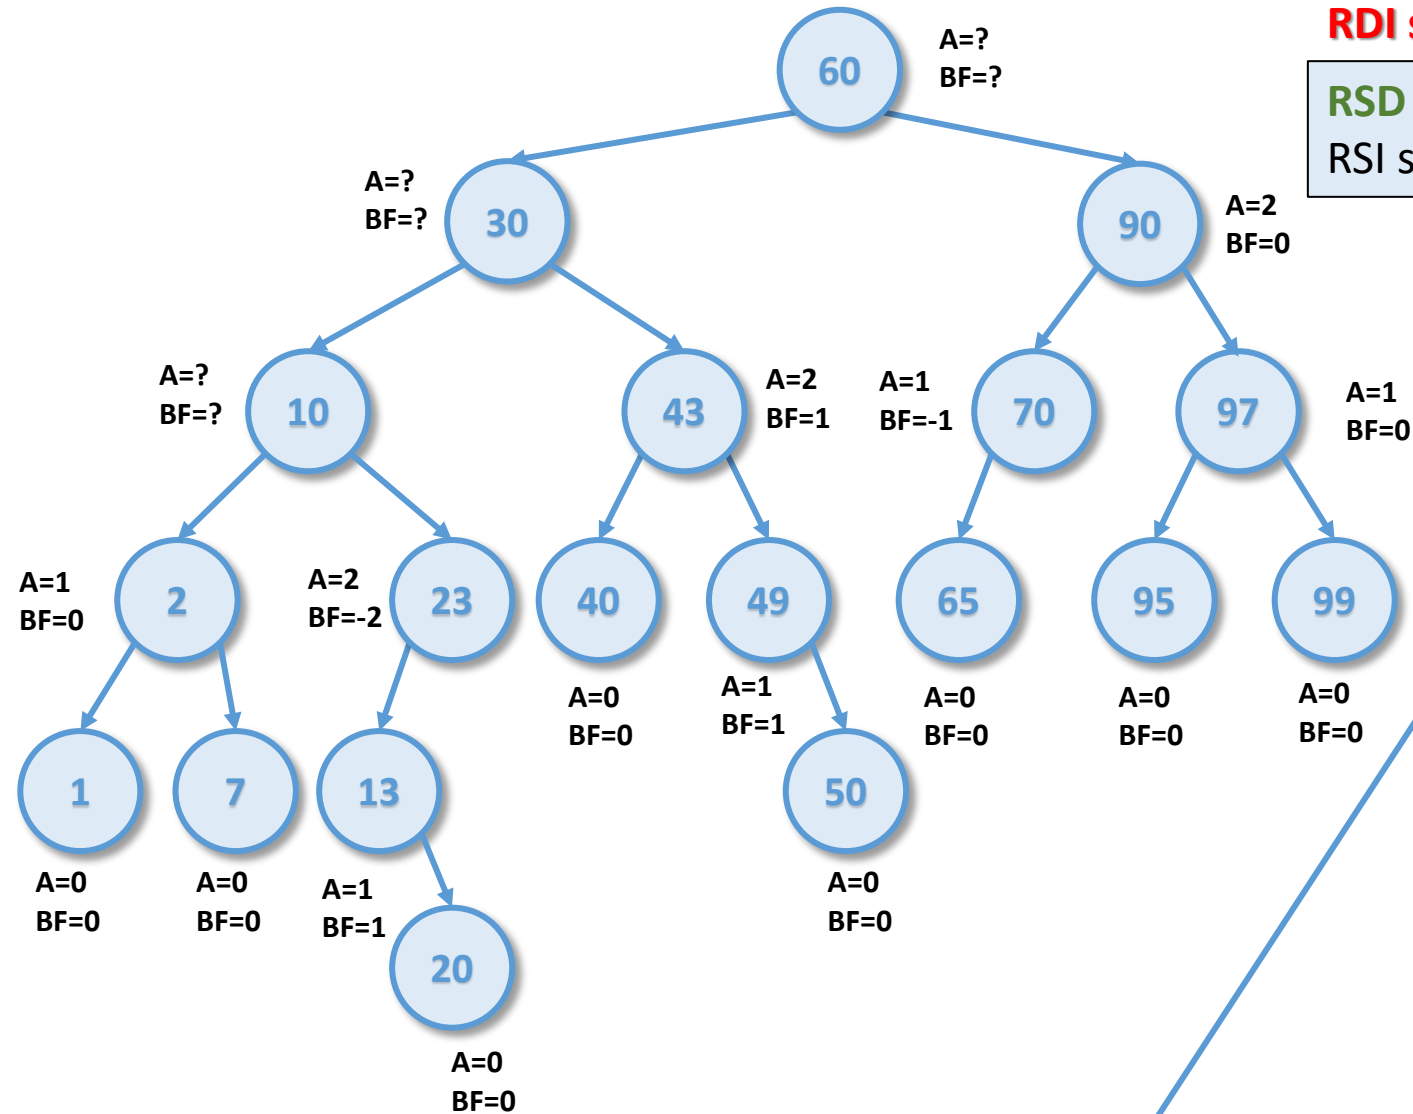 RDI s
RSD
RSI s
60
A=?
BF=?
30
A=?
BF=?
90
A=2
BF=0
10
A=?
BF=?
43
A=2
BF=1
70
A=1
BF=-1
97
A=1
BF=0
2
A=1
BF=0
23
A=2
BF=-2
40
A=0
BF=0
49
A=1
BF=1
65
A=0
BF=0
95
A=0
BF=0
99
A=0
BF=0
1
A=0
BF=0
7
A=0
BF=0
13
A=1
BF=1
50
A=0
BF=0
20
A=0
BF=0